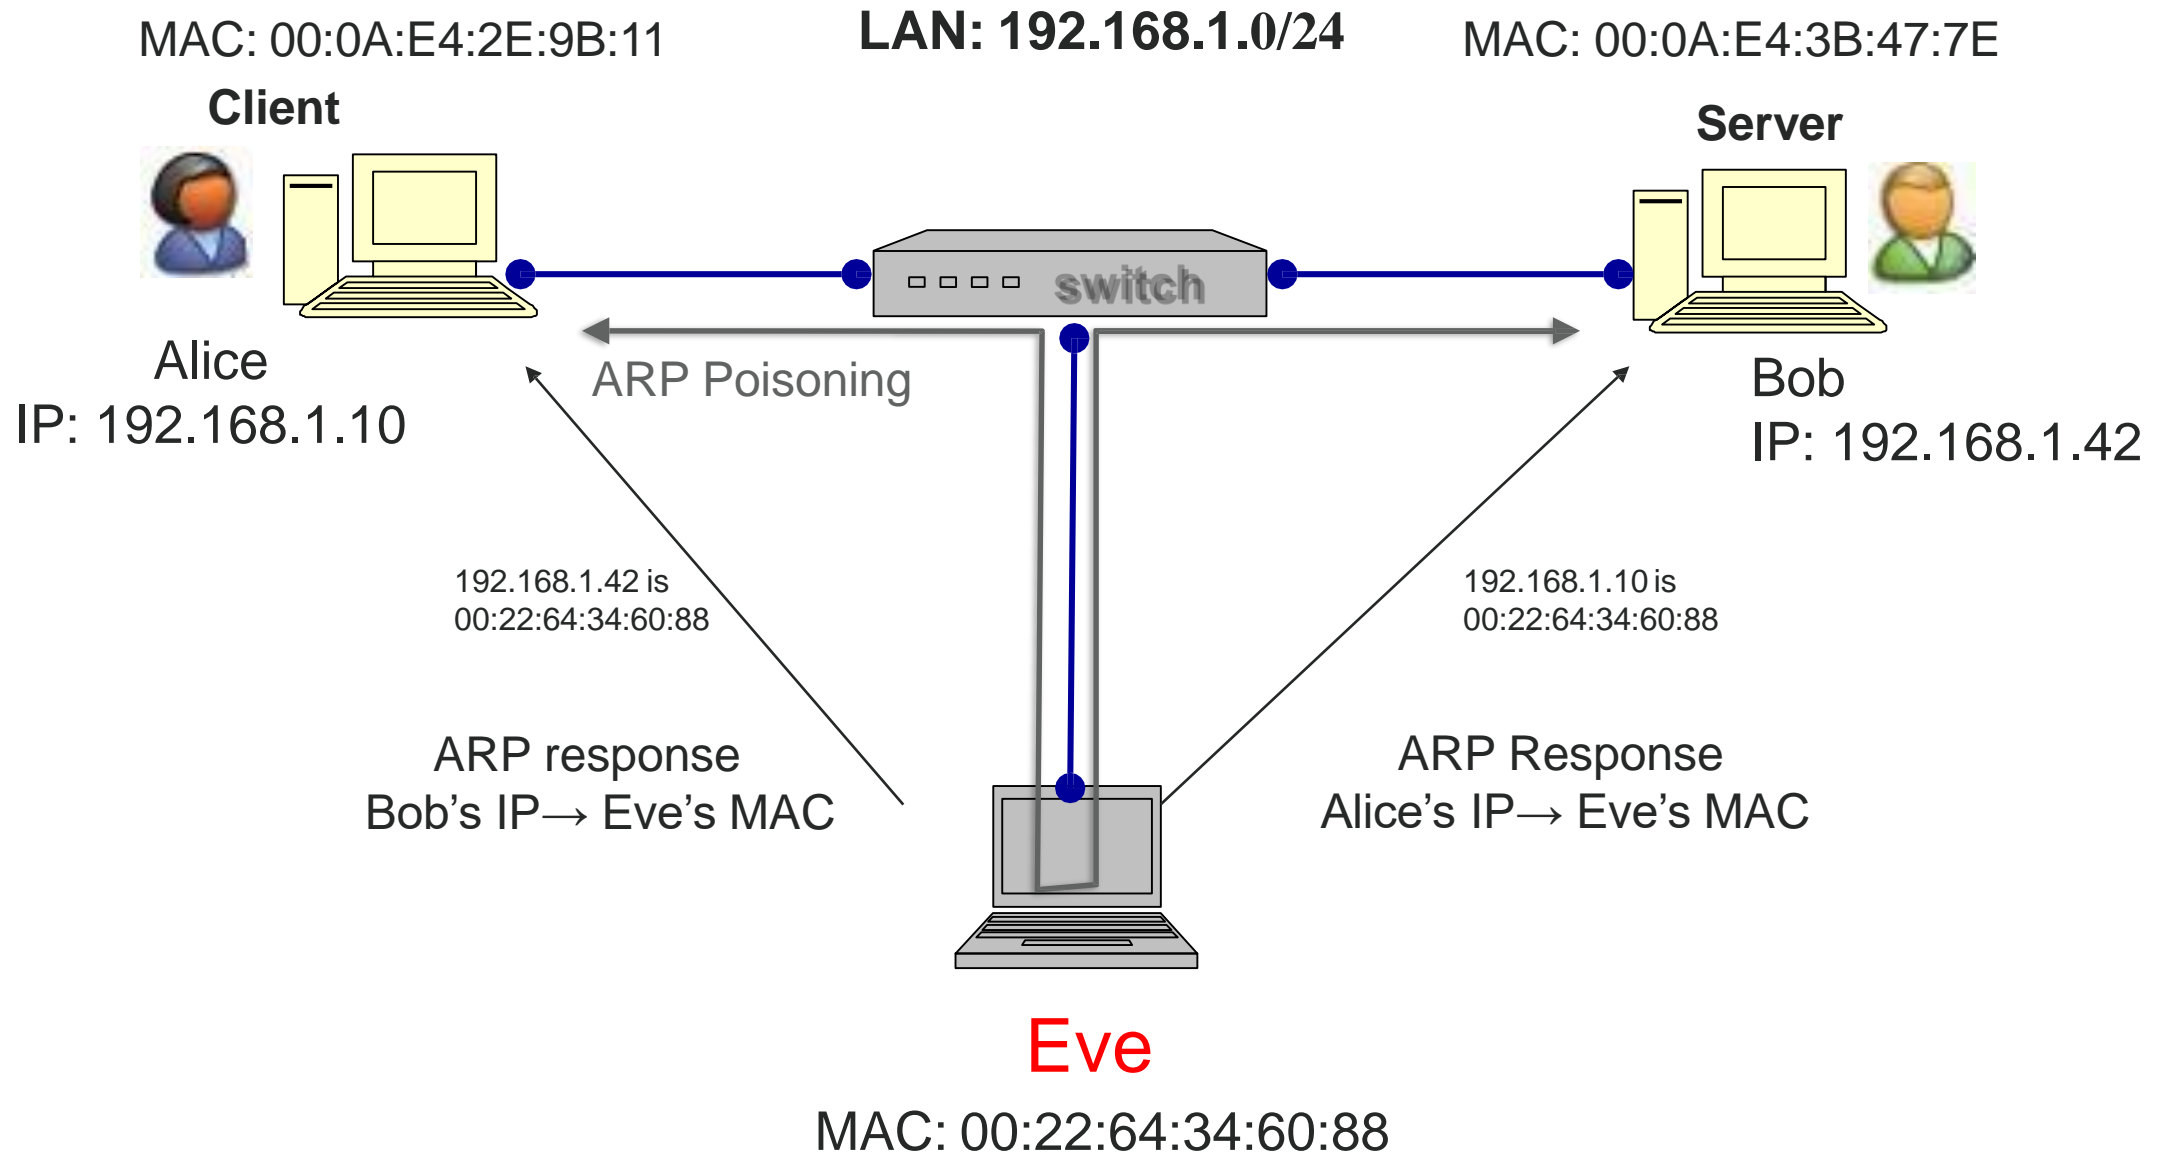 MAC: 00:0A:E4:2E:9B:11
LAN: 192.168.1.0/24
MAC: 00:0A:E4:3B:47:7E
Client
Server
switch
Alice
IP: 192.168.1.10
ARP Poisoning
Bob
IP: 192.168.1.42
192.168.1.42 is
00:22:64:34:60:88
192.168.1.10 is
00:22:64:34:60:88
ARP response
Bob’s IP→ Eve’s MAC
ARP Response
Alice’s IP→ Eve’s MAC
Eve
MAC: 00:22:64:34:60:88